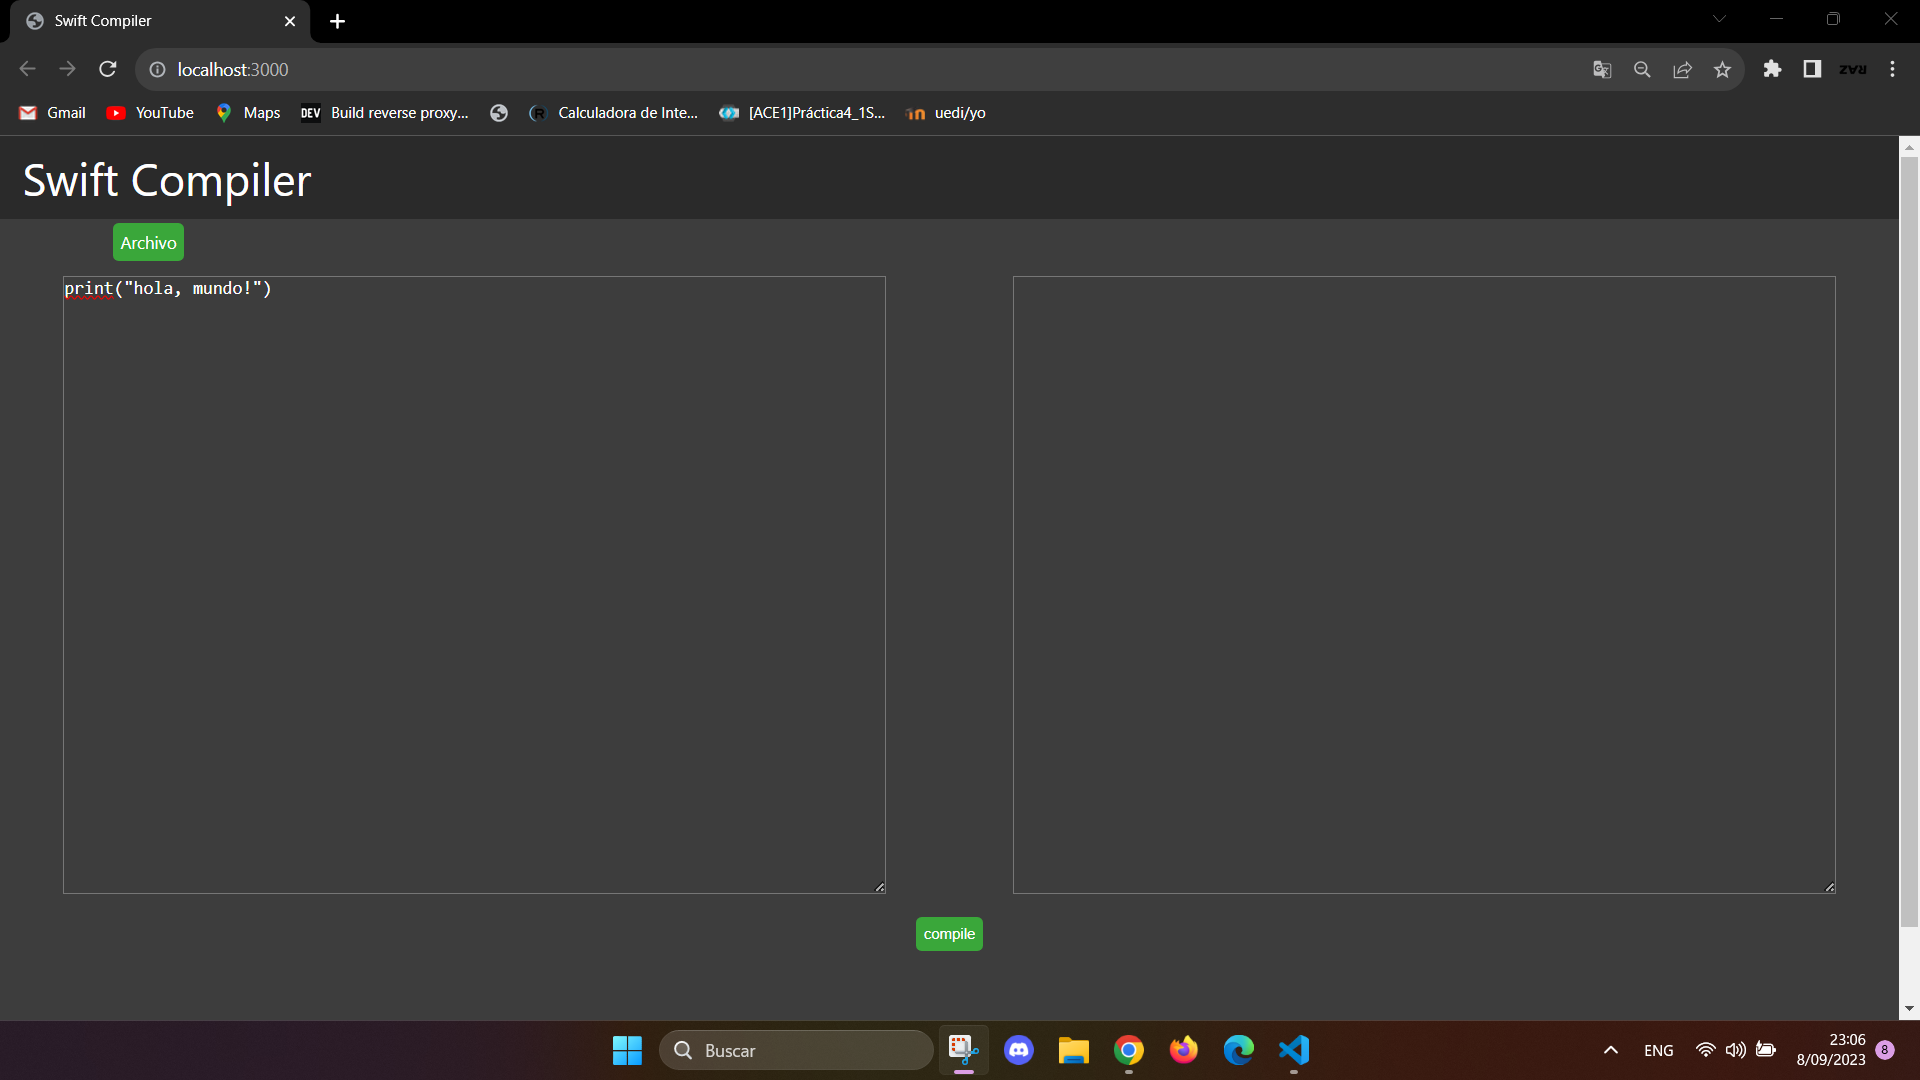 Swift Compiler
localhost:3000
Gmail YouTube Maps DEV Build reverse proxy... R Calculadora de Inte... [ACE1]Práctica4_1S... uedi/yo
Swift Compiler
Archivo
print("hola, mundo!")
compile
Buscar
ENG
23:06
8/09/2023
8